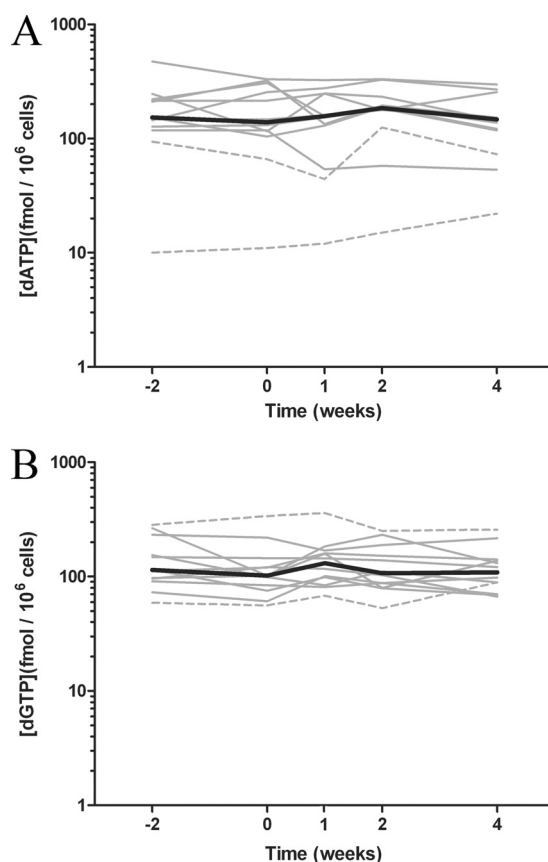 A
1000
100
10
1
[dATP](fmol / 10⁶ cells)
-2 0 1 2 4
Time (weeks)
B
1000
100
10
1
[dGTP](fmol / 10⁶ cells)
-2 0 1 2 4
Time (weeks)